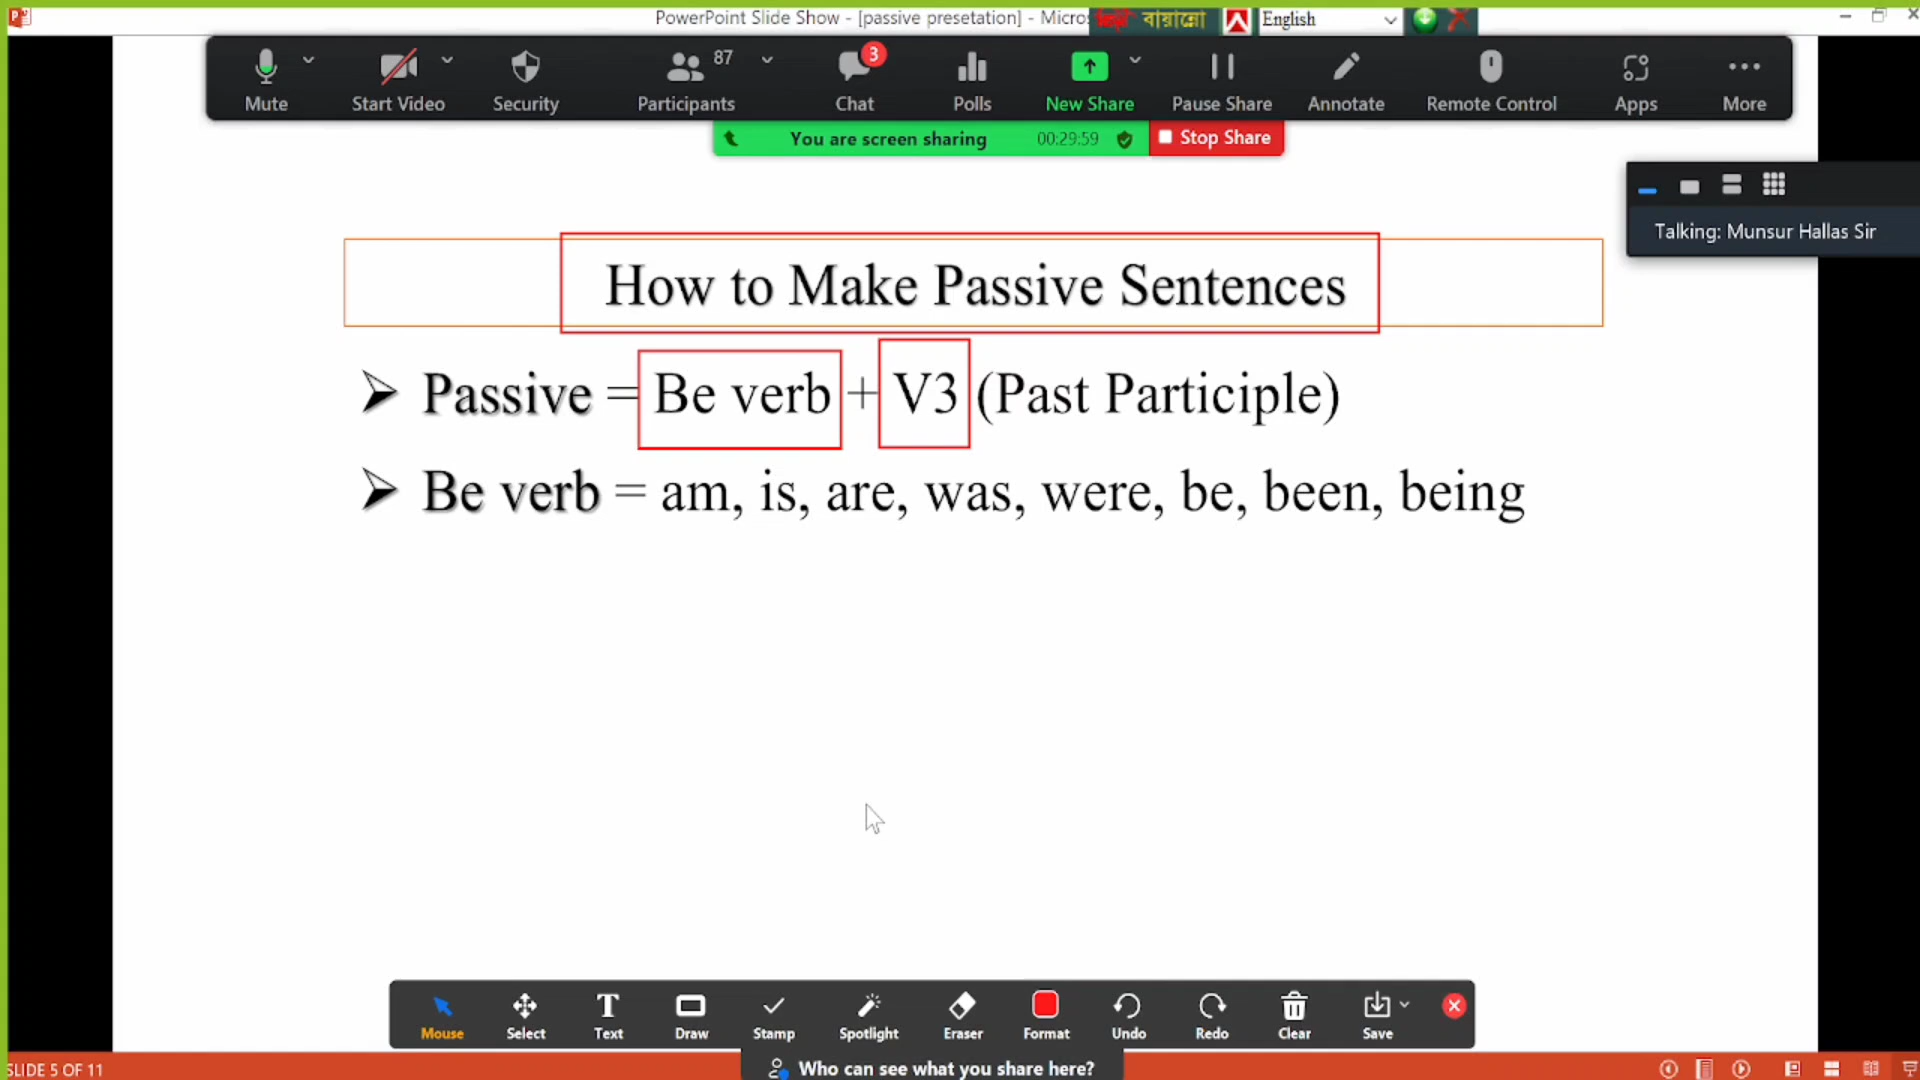 PowerPoint Slide Show - [passive presetation] - Micros
বায়ান্নো
English
87
3
Mute
Start Video
Security
Participants
Chat
Polls
New Share
Pause Share
Annotate
Remote Control
Apps
More
You are screen sharing 00:29:59 Stop Share
Talking: Munsur Hallas Sir
How to Make Passive Sentences
➢ Passive = Be verb + V3 (Past Participle)
➢ Be verb = am, is, are, was, were, be, been, being
Mouse
Select
Text
Draw
Stamp
Spotlight
Eraser
Format
Undo
Redo
Clear
Save
Who can see what you share here?
SLIDE 5 OF 11